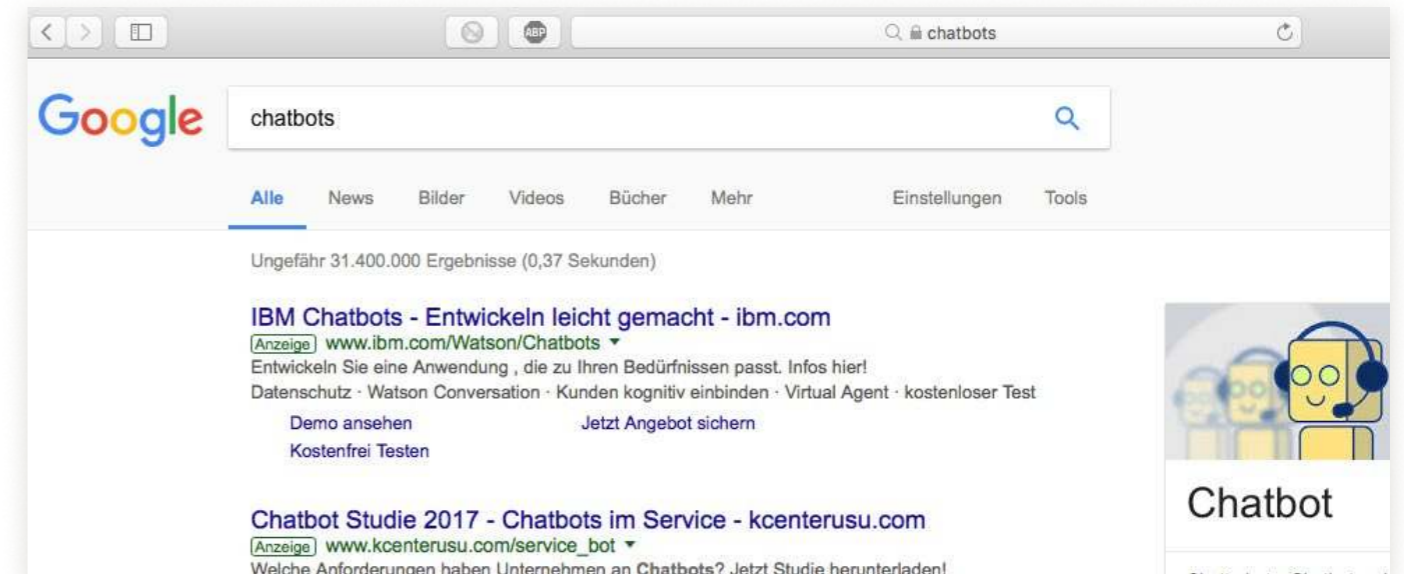 ABP
chatbots
Google
chatbots
Alle News Bilder Videos Bücher Mehr Einstellungen Tools
Ungefähr 31.400.000 Ergebnisse (0,37 Sekunden)
IBM Chatbots - Entwickeln leicht gemacht - ibm.com
Anzeige www.ibm.com/Watson/Chatbots
Entwickeln Sie eine Anwendung , die zu Ihren Bedürfnissen passt. Infos hier!
Datenschutz · Watson Conversation · Kunden kognitiv einbinden · Virtual Agent · kostenloser Test
Demo ansehen Jetzt Angebot sichern
Kostenfrei Testen
Chatbot Studie 2017 - Chatbots im Service - kcenterusu.com
Anzeige www.kcenterusu.com/service_bot
Welche Anforderungen haben Unternehmen an Chatbots? Jetzt Studie herunterladen!
Chatbot